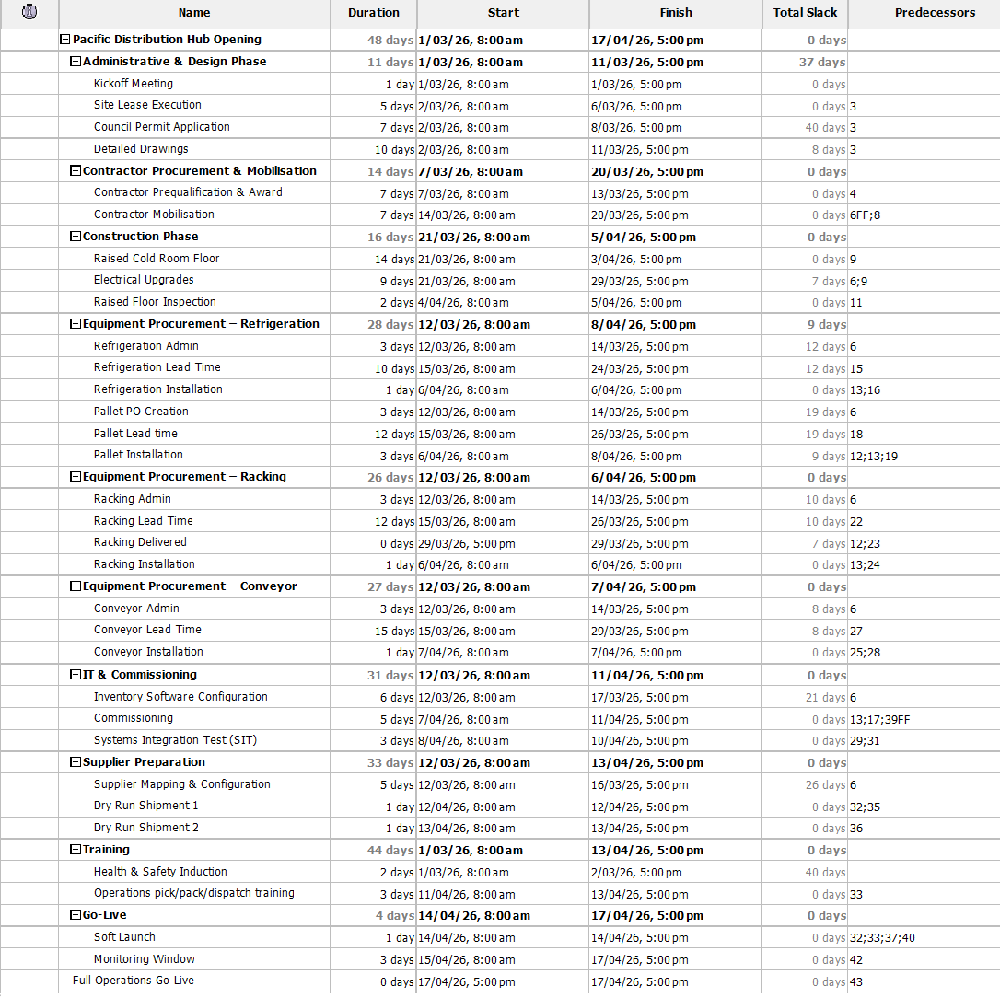 Name Duration Start Finish Total Slack Predecessors
Pacific Distribution Hub Opening 48 days 1/03/26, 8:00 am 17/04/26, 5:00 pm 0 days
Administrative & Design Phase 11 days 1/03/26, 8:00 am 11/03/26, 5:00 pm 37 days
Kickoff Meeting 1 day 1/03/26, 8:00 am 1/03/26, 5:00 pm 0 days
Site Lease Execution 5 days 2/03/26, 8:00 am 6/03/26, 5:00 pm 0 days 3
Council Permit Application 7 days 2/03/26, 8:00 am 8/03/26, 5:00 pm 40 days 3
Detailed Drawings 10 days 2/03/26, 8:00 am 11/03/26, 5:00 pm 8 days 3
Contractor Procurement & Mobilisation 14 days 7/03/26, 8:00 am 20/03/26, 5:00 pm 0 days
Contractor Prequalification & Award 7 days 7/03/26, 8:00 am 13/03/26, 5:00 pm 0 days 4
Contractor Mobilisation 7 days 14/03/26, 8:00 am 20/03/26, 5:00 pm 0 days 6FF;8
Construction Phase 16 days 21/03/26, 8:00 am 5/04/26, 5:00 pm 0 days
Raised Cold Room Floor 14 days 21/03/26, 8:00 am 3/04/26, 5:00 pm 0 days 9
Electrical Upgrades 9 days 21/03/26, 8:00 am 29/03/26, 5:00 pm 7 days 6;9
Raised Floor Inspection 2 days 4/04/26, 8:00 am 5/04/26, 5:00 pm 0 days 11
Equipment Procurement – Refrigeration 28 days 12/03/26, 8:00 am 8/04/26, 5:00 pm 9 days
Refrigeration Admin 3 days 12/03/26, 8:00 am 14/03/26, 5:00 pm 12 days 6
Refrigeration Lead Time 10 days 15/03/26, 8:00 am 24/03/26, 5:00 pm 12 days 15
Refrigeration Installation 1 day 6/04/26, 8:00 am 6/04/26, 5:00 pm 0 days 13;16
Pallet PO Creation 3 days 12/03/26, 8:00 am 14/03/26, 5:00 pm 19 days 6
Pallet Lead time 12 days 15/03/26, 8:00 am 26/03/26, 5:00 pm 19 days 18
Pallet Installation 3 days 6/04/26, 8:00 am 8/04/26, 5:00 pm 9 days 12;13;19
Equipment Procurement – Racking 26 days 12/03/26, 8:00 am 6/04/26, 5:00 pm 0 days
Racking Admin 3 days 12/03/26, 8:00 am 14/03/26, 5:00 pm 10 days 6
Racking Lead Time 12 days 15/03/26, 8:00 am 26/03/26, 5:00 pm 10 days 22
Racking Delivered 0 days 29/03/26, 5:00 pm 29/03/26, 5:00 pm 7 days 12;23
Racking Installation 1 day 6/04/26, 8:00 am 6/04/26, 5:00 pm 0 days 13;24
Equipment Procurement – Conveyor 27 days 12/03/26, 8:00 am 7/04/26, 5:00 pm 0 days
Conveyor Admin 3 days 12/03/26, 8:00 am 14/03/26, 5:00 pm 8 days 6
Conveyor Lead Time 15 days 15/03/26, 8:00 am 29/03/26, 5:00 pm 8 days 27
Conveyor Installation 1 day 7/04/26, 8:00 am 7/04/26, 5:00 pm 0 days 25;28
IT & Commissioning 31 days 12/03/26, 8:00 am 11/04/26, 5:00 pm 0 days
Inventory Software Configuration 6 days 12/03/26, 8:00 am 17/03/26, 5:00 pm 21 days 6
Commissioning 5 days 7/04/26, 8:00 am 11/04/26, 5:00 pm 0 days 13;17;39FF
Systems Integration Test (SIT) 3 days 8/04/26, 8:00 am 10/04/26, 5:00 pm 0 days 29;31
Supplier Preparation 33 days 12/03/26, 8:00 am 13/04/26, 5:00 pm 0 days
Supplier Mapping & Configuration 5 days 12/03/26, 8:00 am 16/03/26, 5:00 pm 26 days 6
Dry Run Shipment 1 1 day 12/04/26, 8:00 am 12/04/26, 5:00 pm 0 days 32;35
Dry Run Shipment 2 1 day 13/04/26, 8:00 am 13/04/26, 5:00 pm 0 days 36
Training 44 days 1/03/26, 8:00 am 13/04/26, 5:00 pm 0 days
Health & Safety Induction 2 days 1/03/26, 8:00 am 2/03/26, 5:00 pm 40 days
Operations pick/pack/dispatch training 3 days 11/04/26, 8:00 am 13/04/26, 5:00 pm 0 days 33
Go-Live 4 days 14/04/26, 8:00 am 17/04/26, 5:00 pm 0 days
Soft Launch 1 day 14/04/26, 8:00 am 14/04/26, 5:00 pm 0 days 32;33;37;40
Monitoring Window 3 days 15/04/26, 8:00 am 17/04/26, 5:00 pm 0 days 42
Full Operations Go-Live 0 days 17/04/26, 5:00 pm 17/04/26, 5:00 pm 0 days 43